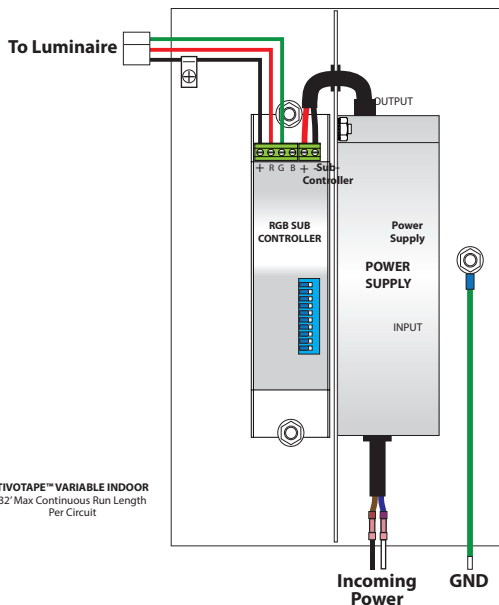 To Luminaire
OUTPUT
+ R G B + -
Sub-
Controller
RGB SUB
CONTROLLER
Power
Supply
POWER
SUPPLY
INPUT
TIVOTAPE™ VARIABLE INDOOR
32' Max Continuous Run Length
Per Circuit
Incoming
Power
GND